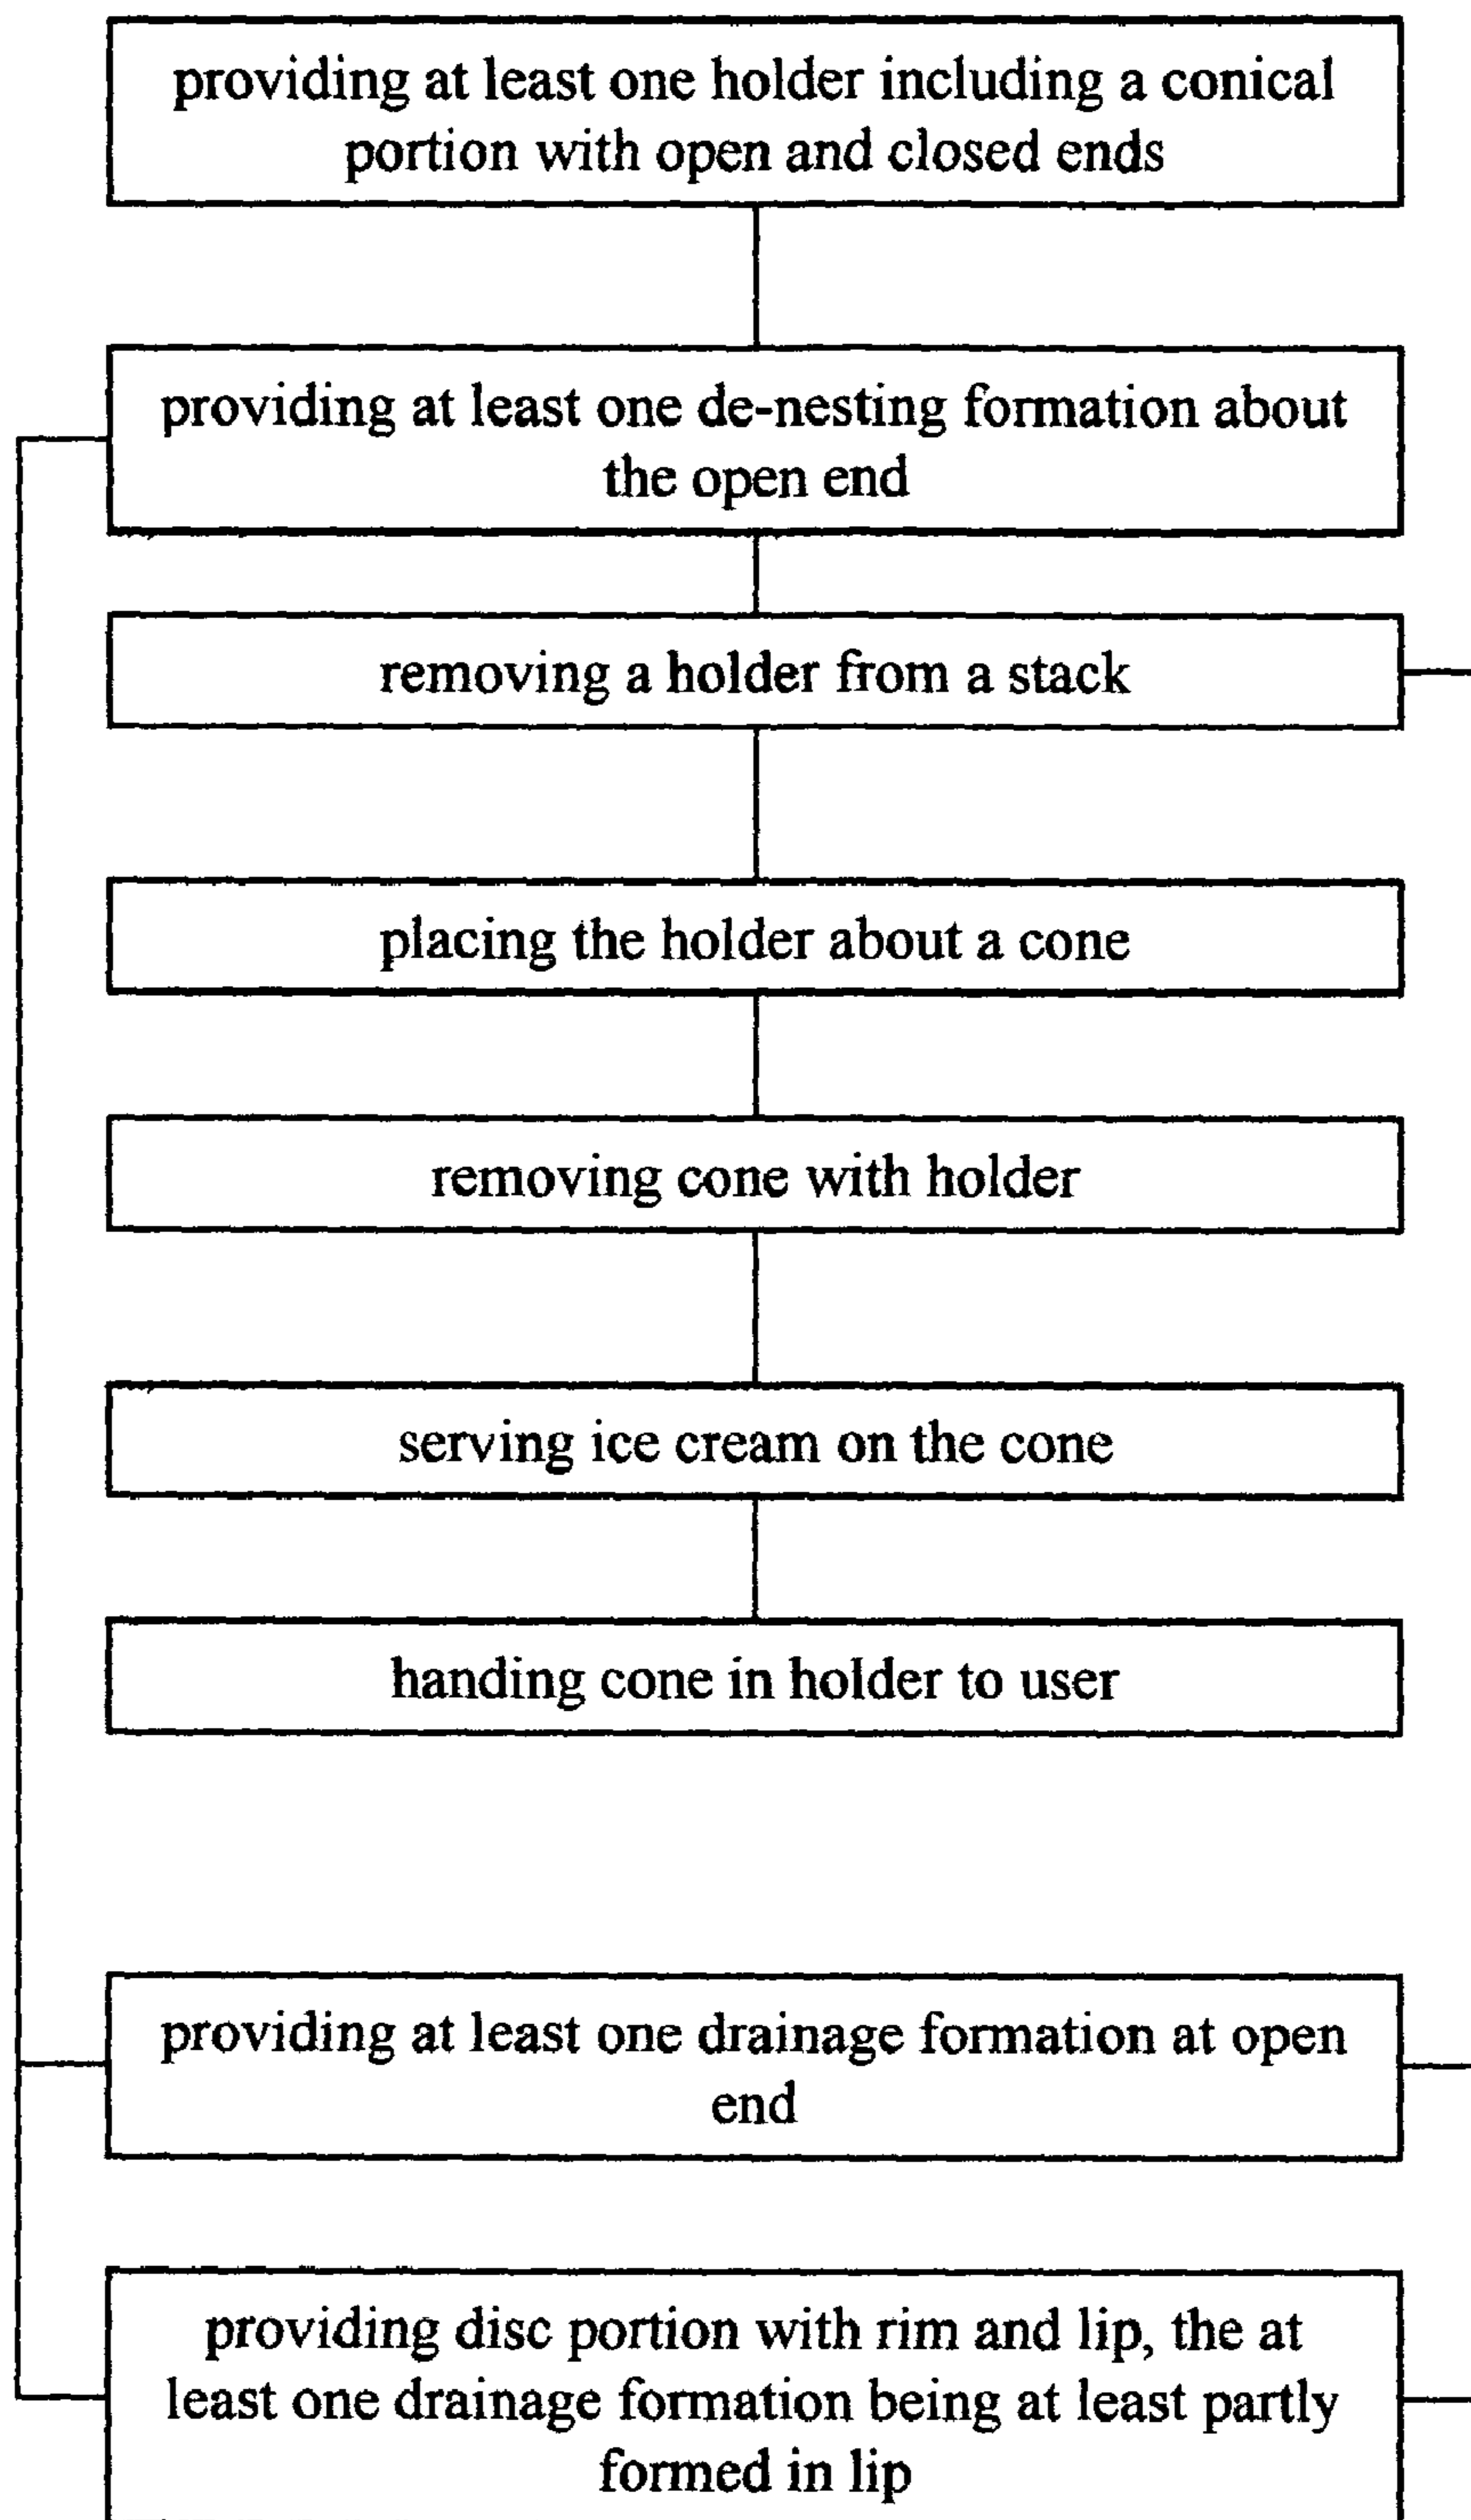 providing at least one holder including a conical
portion with open and closed ends
providing at least one de-nesting formation about
the open end
removing a holder from a stack
placing the holder about a cone
removing cone with holder
serving ice cream on the cone
handing cone in holder to user
providing at least one drainage formation at open
end
providing disc portion with rim and lip, the at
least one drainage formation being at least partly
formed in lip